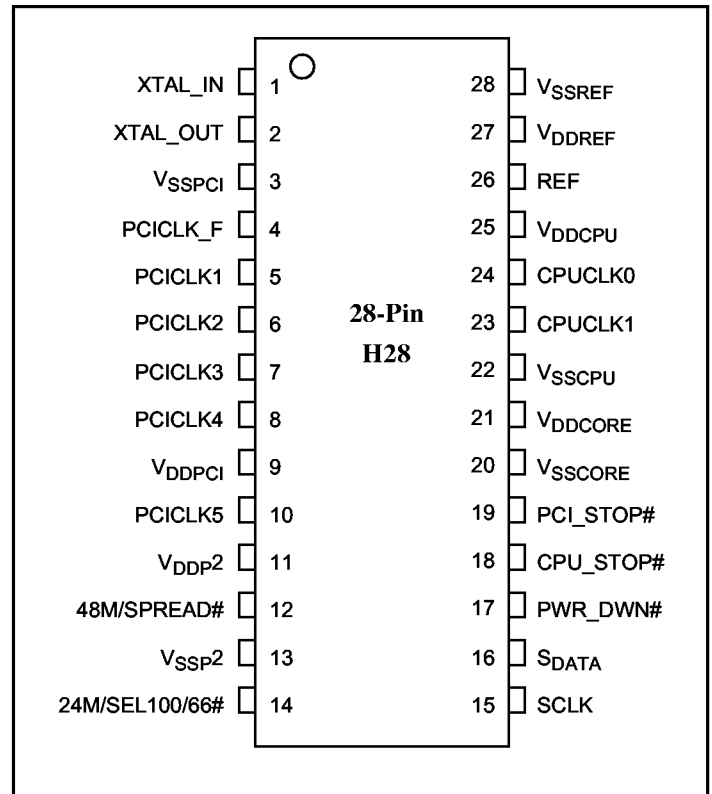 XTAL_IN 1 28 VSSREF
XTAL_OUT 2 27 VDDREF
VSSPCI 3 26 REF
PCICLK_F 4 25 VDDCPU
PCICLK1 5 24 CPUCLK0
PCICLK2 6 23 CPUCLK1
28-Pin
H28
PCICLK3 7 22 VSSCPU
PCICLK4 8 21 VDDCORE
VDDPCI 9 20 VSSCORE
PCICLK5 10 19 PCI_STOP#
VDDP2 11 18 CPU_STOP#
48M/SPREAD# 12 17 PWR_DWN#
VSSP2 13 16 SDATA
24M/SEL100/66# 14 15 SCLK